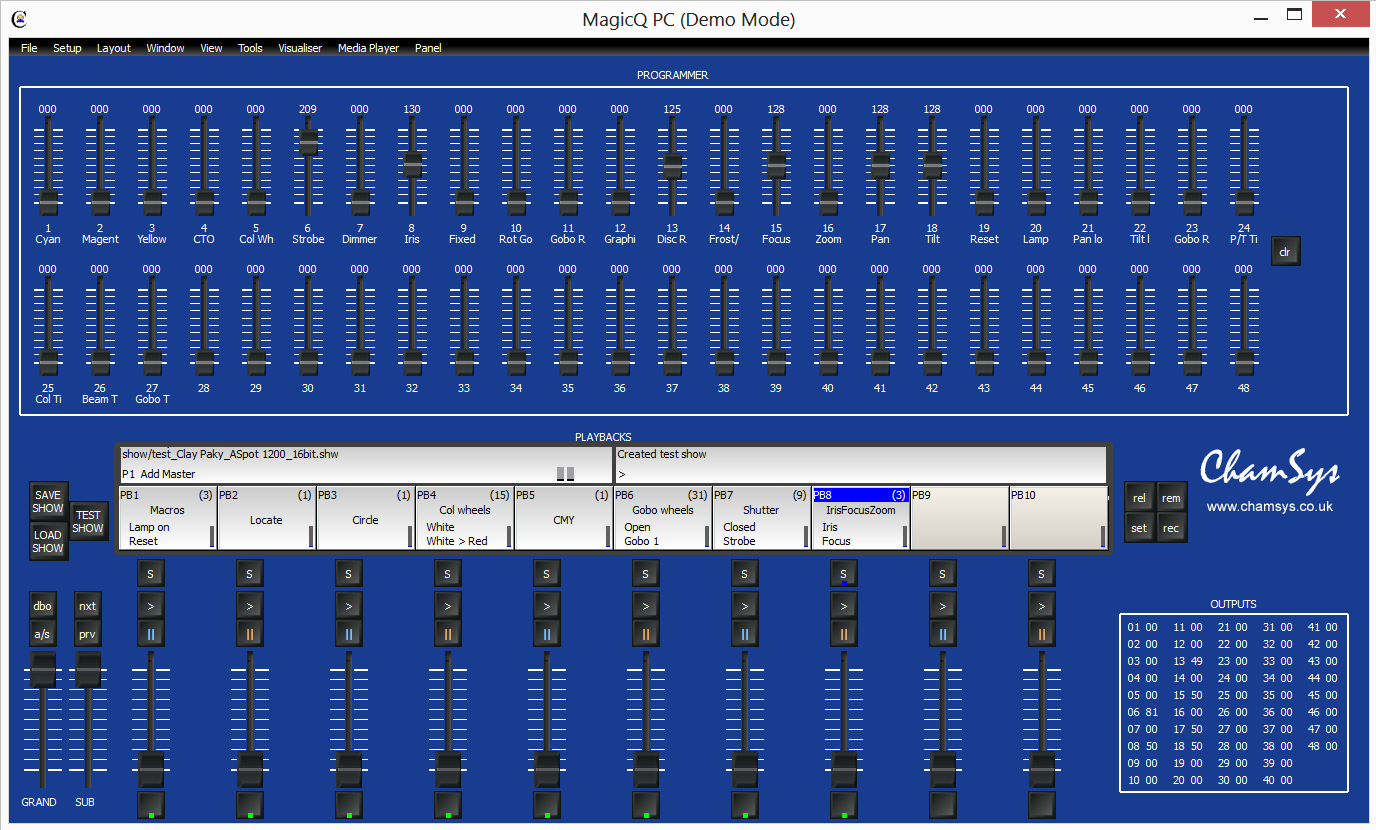 MagicQ PC (Demo Mode)
File Setup Layout Window View Tools Visualiser Media Player Panel
PROGRAMMER
000 000 000 000 000 209 000 130 000 000 000 000 125 000 128 000 128 128 000 000 000 000 000 000
1 2 3 4 5 6 7 8 9 10 11 12 13 14 15 16 17 18 19 20 21 22 23 24
Cyan Magent Yellow CTO Col Wh Strobe Dimmer Iris Fixed Rot Go Gobo R Graphi Disc R Frost/ Focus Zoom Pan Tilt Reset Lamp Pan lo Tilt l Gobo R P/T Ti
clr
000 000 000 000 000 000 000 000 000 000 000 000 000 000 000 000 000 000 000 000 000 000 000 000
25 26 27 28 29 30 31 32 33 34 35 36 37 38 39 40 41 42 43 44 45 46 47 48
Col Ti Beam T Gobo T
PLAYBACKS
show/test_Clay Paky_ASpot 1200_16bit.shw Created test show
P1 Add Master >
PB1 (3) PB2 (1) PB3 (1) PB4 (15) PB5 (1) PB6 (31) PB7 (9) PB8 (3) PB9 PB10
Macros Col wheels Gobo wheels Shutter IrisFocusZoom
Locate Circle CMY
Lamp on White Open Closed Iris
Reset White > Red Gobo 1 Strobe Focus
SAVE SHOW
TEST SHOW
LOAD SHOW
ChamSys
www.chamsys.co.uk
rel rem
set rec
S S S S S S S S S S
dbo nxt > > > > > > > > > >
a/s prv
GRAND SUB
OUTPUTS
01 00 11 00 21 00 31 00 41 00
02 00 12 00 22 00 32 00 42 00
03 00 13 49 23 00 33 00 43 00
04 00 14 00 24 00 34 00 44 00
05 00 15 50 25 00 35 00 45 00
06 81 16 00 26 00 36 00 46 00
07 00 17 50 27 00 37 00 47 00
08 50 18 50 28 00 38 00 48 00
09 00 19 00 29 00 39 00
10 00 20 00 30 00 40 00